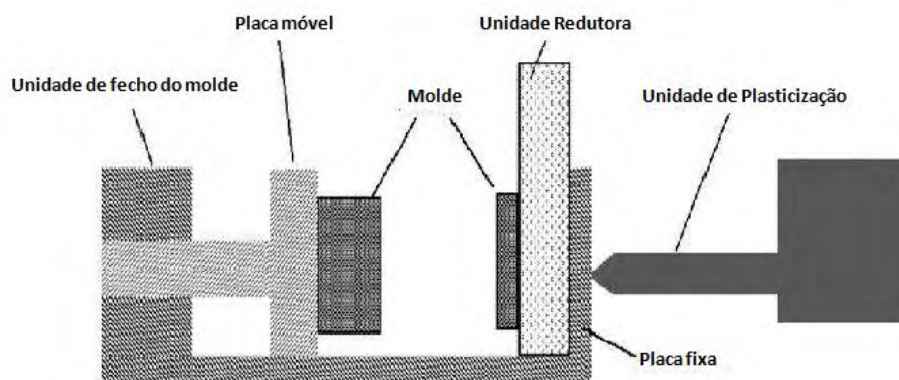 Placa móvel
Unidade Redutora
Unidade de fecho do molde
Molde
Unidade de Plasticização
Placa fixa